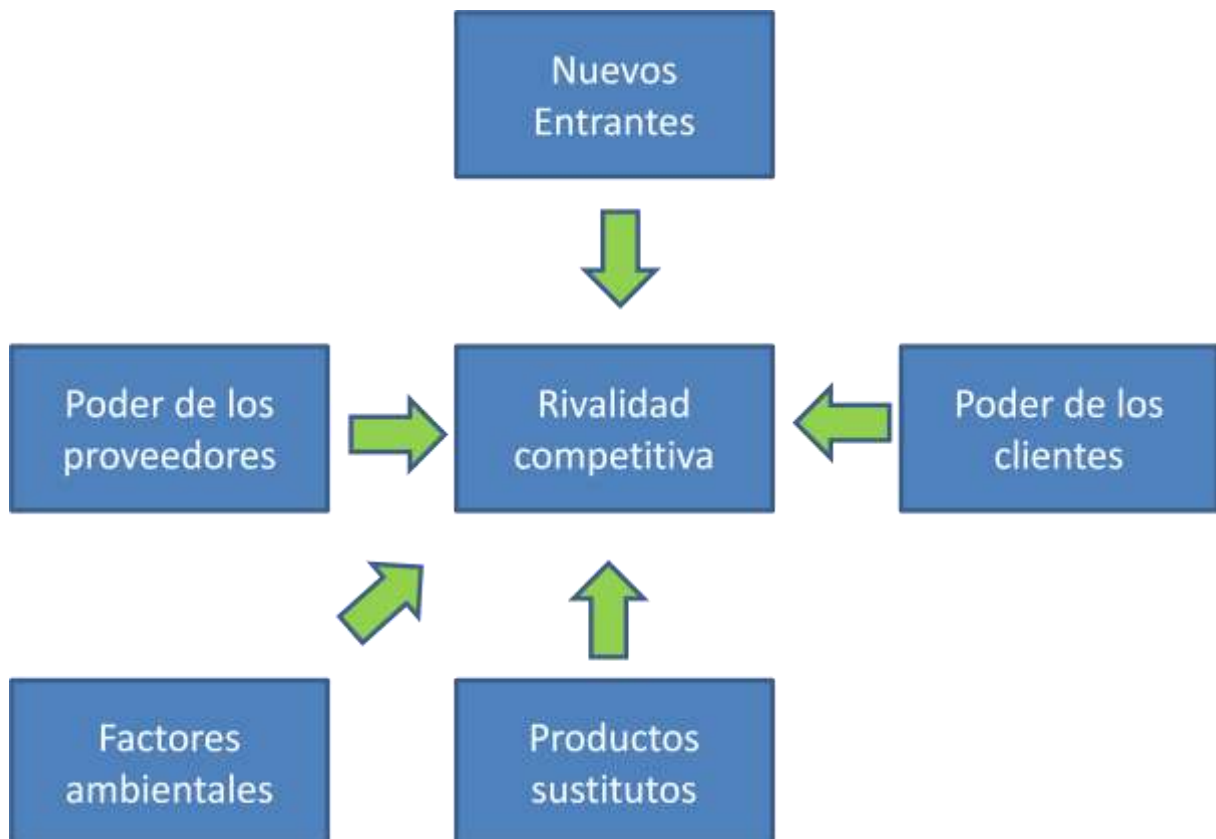 Nuevos
Entrantes
Poder de los
proveedores
Rivalidad
competitiva
Poder de los
clientes
Factores
ambientales
Productos
sustitutos